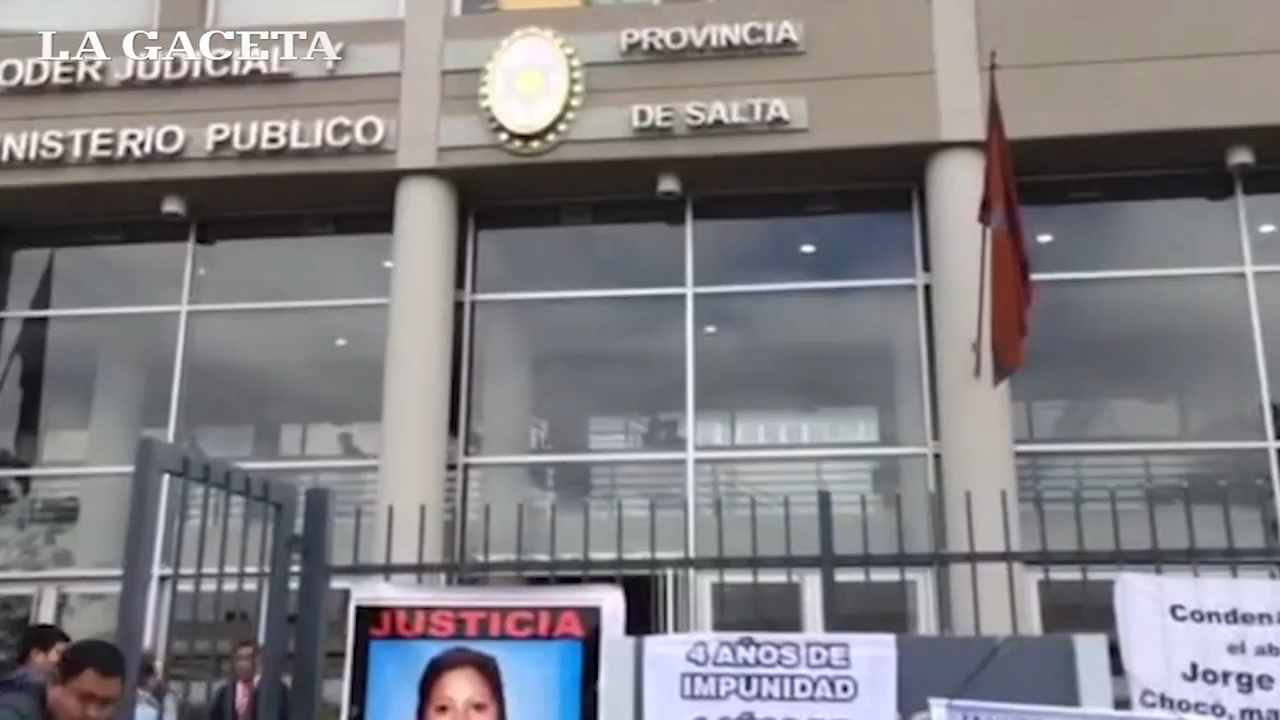 LA GACETA
ODER JUDICIAL Y
NISTERIO PUBLICO
PROVINCIA
DE SALTA
JUSTICIA
4 AÑOS DE
IMPUNIDAD
Conden
el ab
Jorge
Choco, ma